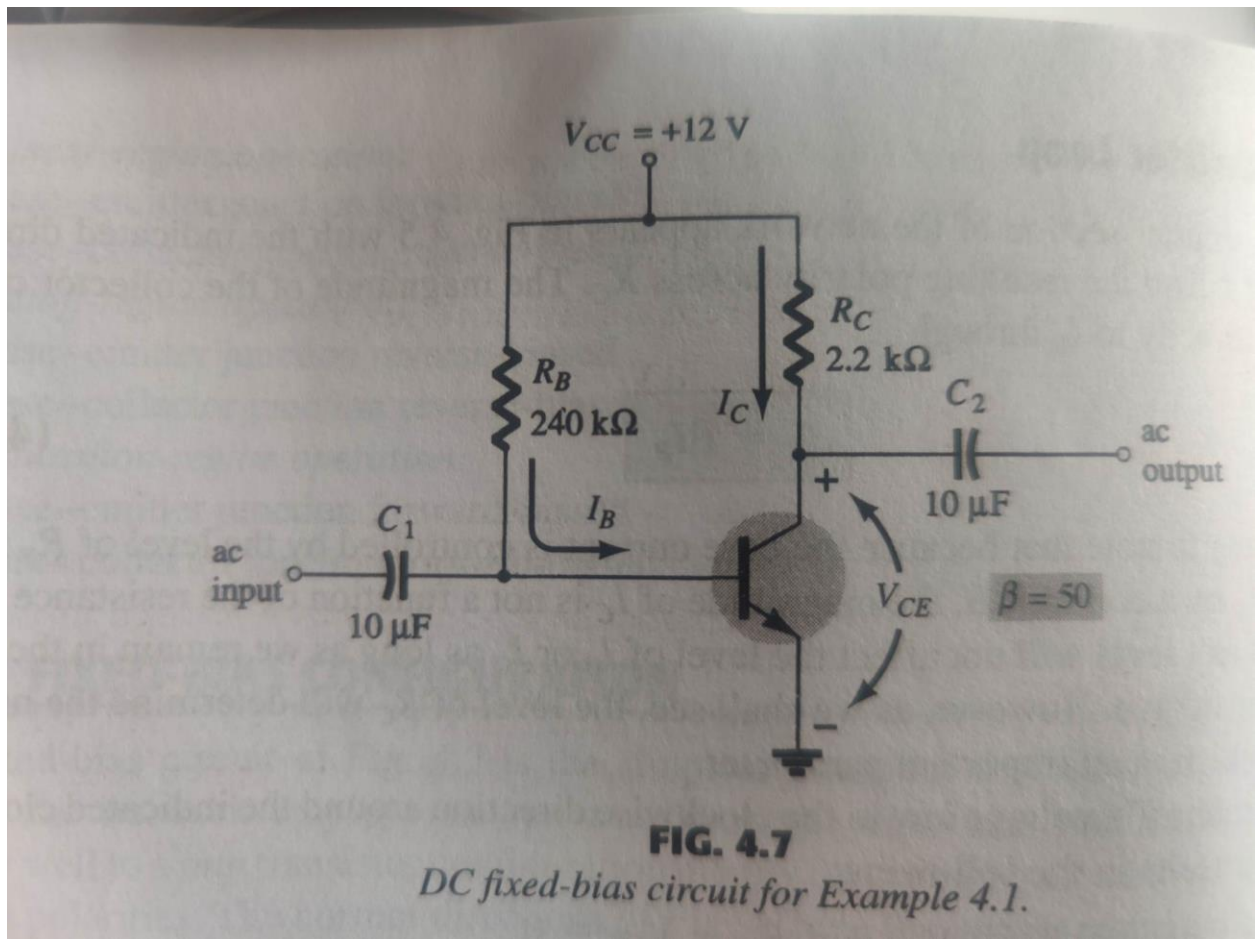 V_CC = +12 V
R_C
2.2 kΩ
R_B
240 kΩ
I_C
C_2
ac
output
10 μF
+
I_B
C_1
ac
input
10 μF
V_CE
β = 50
–
FIG. 4.7
DC fixed-bias circuit for Example 4.1.